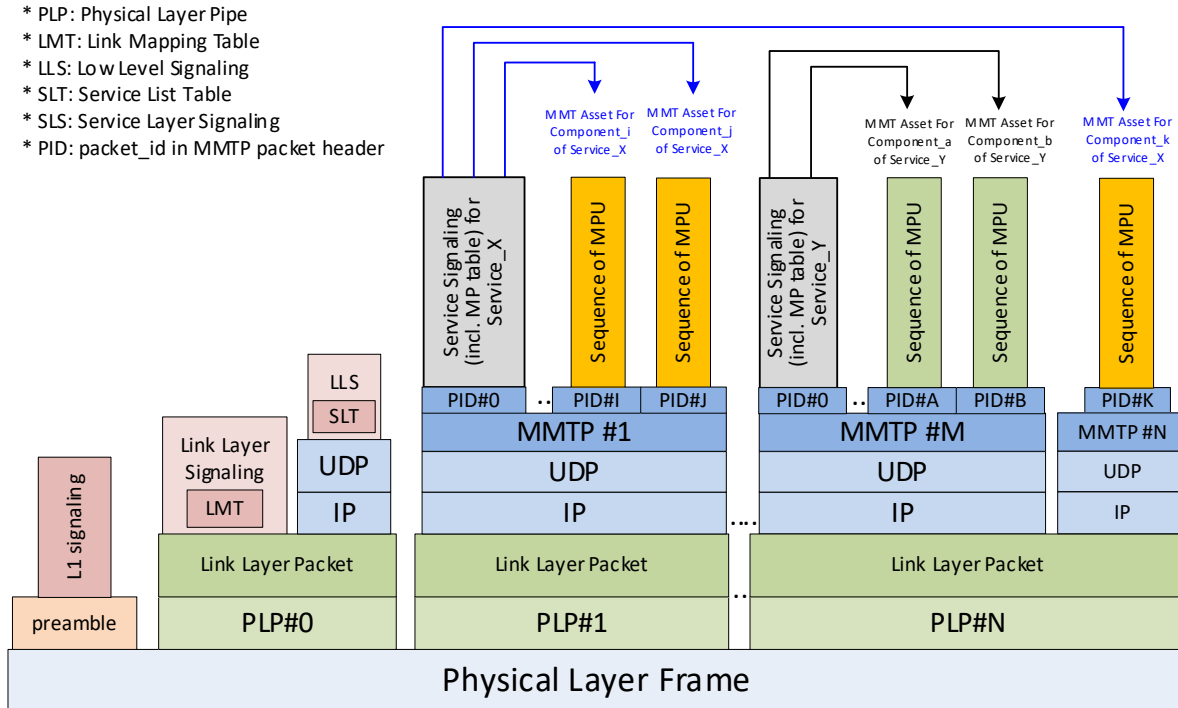 * PLP: Physical Layer Pipe
* LMT: Link Mapping Table
* LLS: Low Level Signaling
* SLT: Service List Table
* SLS: Service Layer Signaling
* PID: packet_id in MMTP packet header
MMT Asset For
Component_i
of Service_X
MMT Asset For
Component_j
of Service_X
MMT Asset For
Component_a
of Service_Y
MMT Asset For
Component_b
of Service_Y
MMT Asset For
Component_k
of Service_X
Service Signaling
(incl. MP table) for
Service_X
Sequence of MPU
Sequence of MPU
Service Signaling
(incl. MP table) for
Service_Y
Sequence of MPU
Sequence of MPU
Sequence of MPU
PID#0
..
PID#I
PID#J
PID#0
..
PID#A
PID#B
PID#K
LLS
SLT
UDP
IP
MMTP #1
UDP
IP
.....
MMTP #M
UDP
IP
MMTP #N
UDP
IP
L1 signaling
Link Layer
Signaling
LMT
Link Layer Packet
Link Layer Packet
Link Layer Packet
preamble
PLP#0
PLP#1
..
PLP#N
Physical Layer Frame